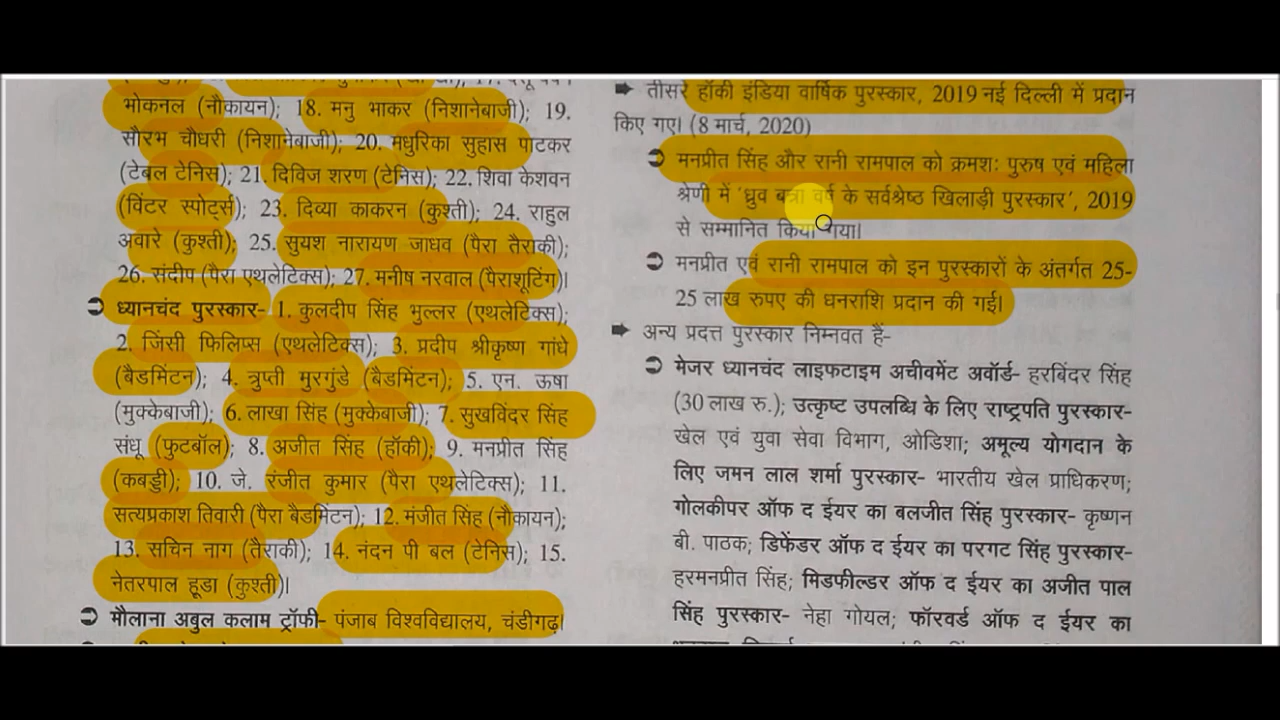 भोकनल (नौकायन); 18. मनु भाकर (निशानेबाजी); 19.
सौरभ चौधरी (निशानेबाजी); 20. मधुरिका सुहास पाटकर
(टेबल टेनिस); 21. दिविज शरण (टेनिस); 22. शिवा केशवन
(विंटर स्पोर्ट्स); 23. दिव्या काकरन (कुश्ती); 24. राहुल
अवारे (कुश्ती); 25. सुयश नारायण जाधव (पैरा तैराकी);
26. संदीप (पैरा एथलेटिक्स); 27. मनीष नरवाल (पैराशूटिंग)।
➲ ध्यानचंद पुरस्कार- 1. कुलदीप सिंह भुल्लर (एथलेटिक्स);
2. जिंसी फिलिप्स (एथलेटिक्स); 3. प्रदीप श्रीकृष्ण गांधे
(बैडमिंटन); 4. त्रुप्ती मुरगुंडे (बैडमिंटन); 5. एन. ऊषा
(मुक्केबाजी); 6. लाखा सिंह (मुक्केबाजी); 7. सुखविंदर सिंह
संधू (फुटबॉल); 8. अजीत सिंह (हॉकी); 9. मनप्रीत सिंह
(कबड्डी); 10. जे. रंजीत कुमार (पैरा एथलेटिक्स); 11.
सत्यप्रकाश तिवारी (पैरा बैडमिंटन); 12. मंजीत सिंह (नौकायन);
13. सचिन नाग (तैराकी); 14. नंदन पी बल (टेनिस); 15.
नेतरपाल हूडा (कुश्ती)।
➲ मौलाना अबुल कलाम ट्रॉफी- पंजाब विश्वविद्यालय, चंडीगढ़।
➡ तीसरे हॉकी इंडिया वार्षिक पुरस्कार, 2019 नई दिल्ली में प्रदान
किए गए। (8 मार्च, 2020)
➲ मनप्रीत सिंह और रानी रामपाल को क्रमशः पुरुष एवं महिला
श्रेणी में 'ध्रुव बत्रा वर्ष के सर्वश्रेष्ठ खिलाड़ी पुरस्कार', 2019
से सम्मानित किया गया।
➲ मनप्रीत एवं रानी रामपाल को इन पुरस्कारों के अंतर्गत 25-
25 लाख रुपए की धनराशि प्रदान की गई।
➡ अन्य प्रदत्त पुरस्कार निम्नवत हैं-
➲ मेजर ध्यानचंद लाइफटाइम अचीवमेंट अवॉर्ड- हरबिंदर सिंह
(30 लाख रु.); उत्कृष्ट उपलब्धि के लिए राष्ट्रपति पुरस्कार-
खेल एवं युवा सेवा विभाग, ओडिशा; अमूल्य योगदान के
लिए जमन लाल शर्मा पुरस्कार- भारतीय खेल प्राधिकरण;
गोलकीपर ऑफ द ईयर का बलजीत सिंह पुरस्कार- कृष्णन
बी. पाठक; डिफेंडर ऑफ द ईयर का परगट सिंह पुरस्कार-
हरमनप्रीत सिंह; मिडफील्डर ऑफ द ईयर का अजीत पाल
सिंह पुरस्कार- नेहा गोयल; फॉरवर्ड ऑफ द ईयर का